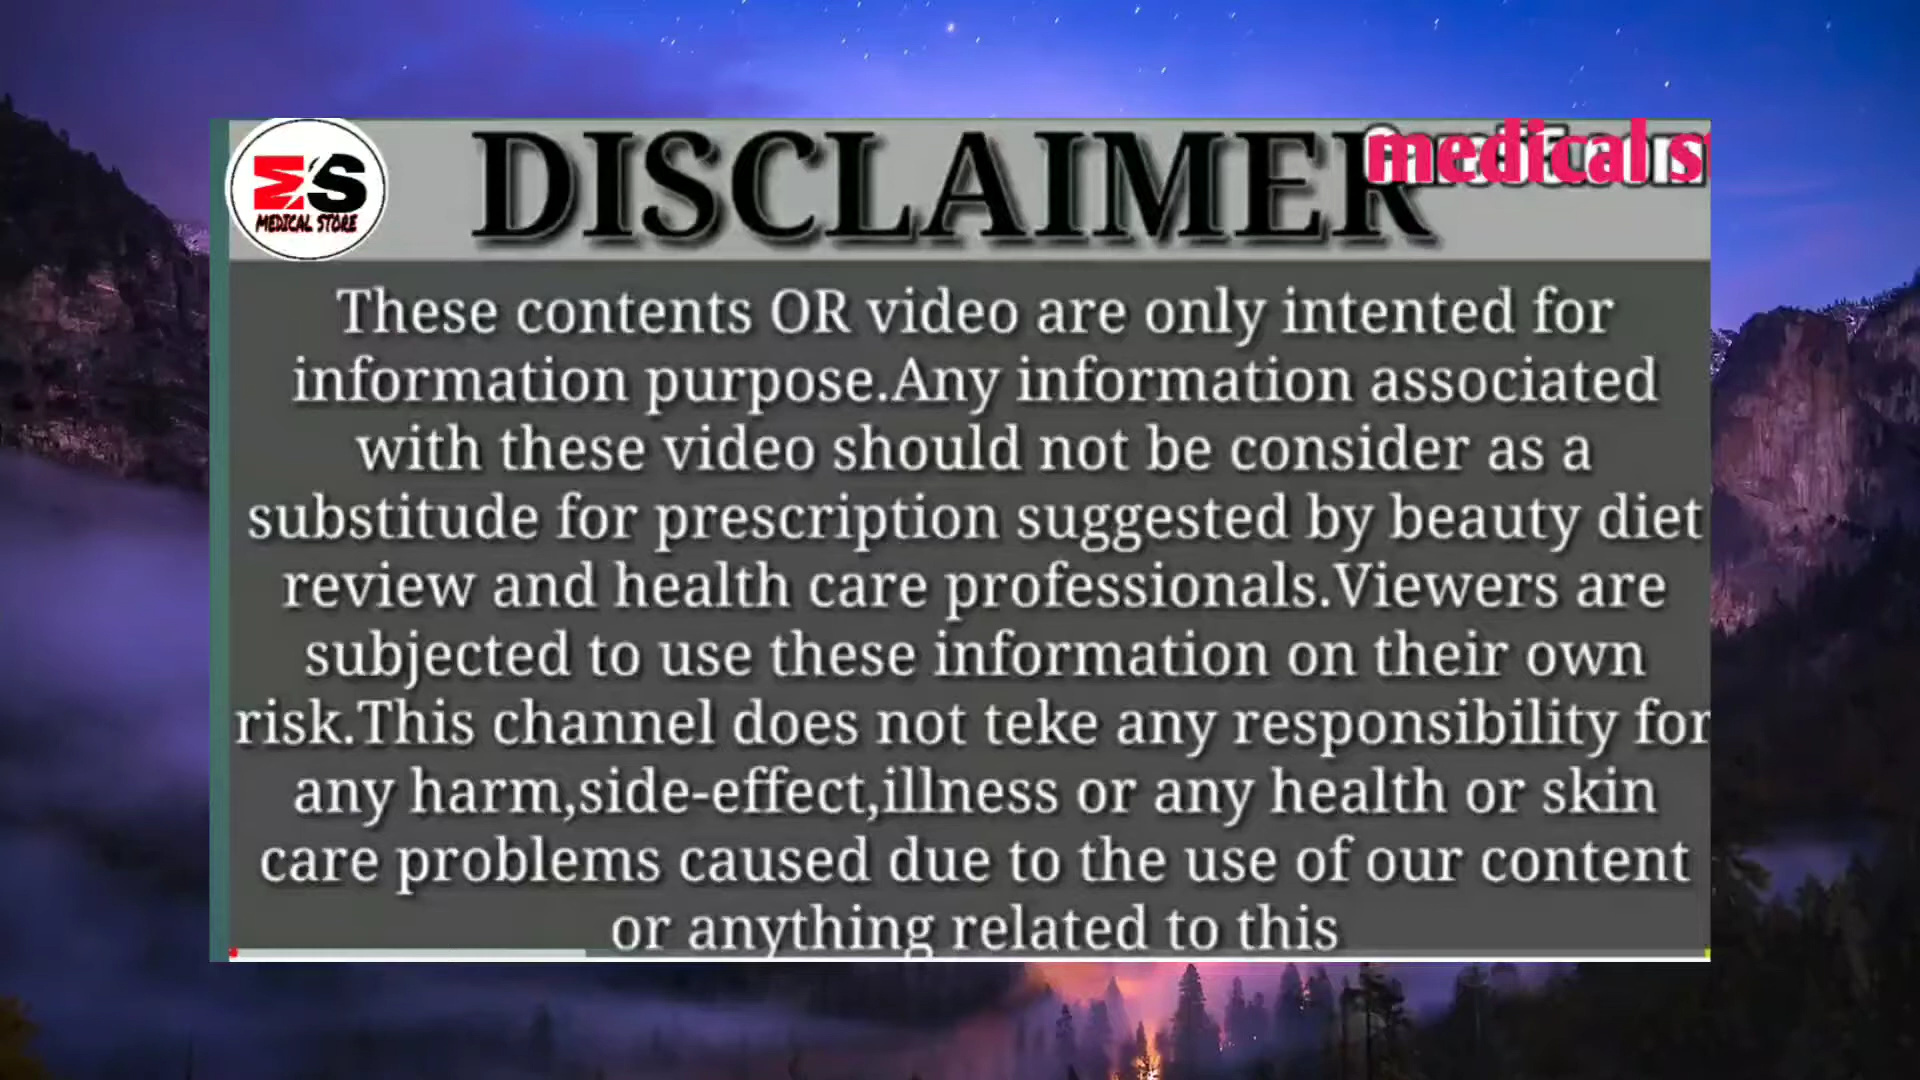 DISCLAIMER
medical s
MEDICAL STORE
These contents OR video are only intented for
information purpose.Any information associated
with these video should not be consider as a
substitude for prescription suggested by beauty diet
review and health care professionals.Viewers are
subjected to use these information on their own
risk.This channel does not teke any responsibility for
any harm,side-effect,illness or any health or skin
care problems caused due to the use of our content
or anything related to this